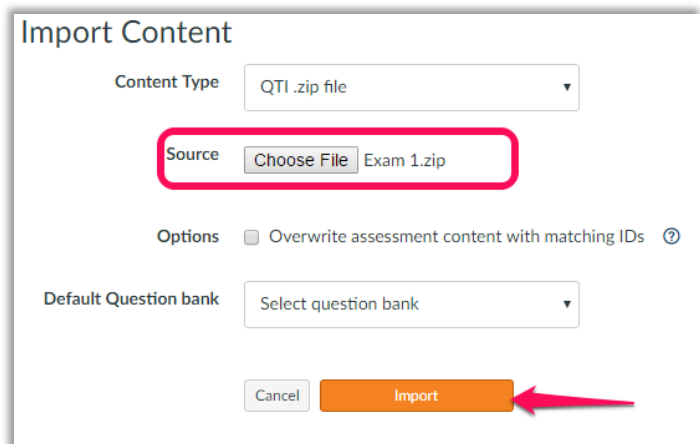 Import Content
Content Type QTI .zip file
Source Choose File Exam 1.zip
Options Overwrite assessment content with matching IDs ?
Default Question bank Select question bank
Cancel Import